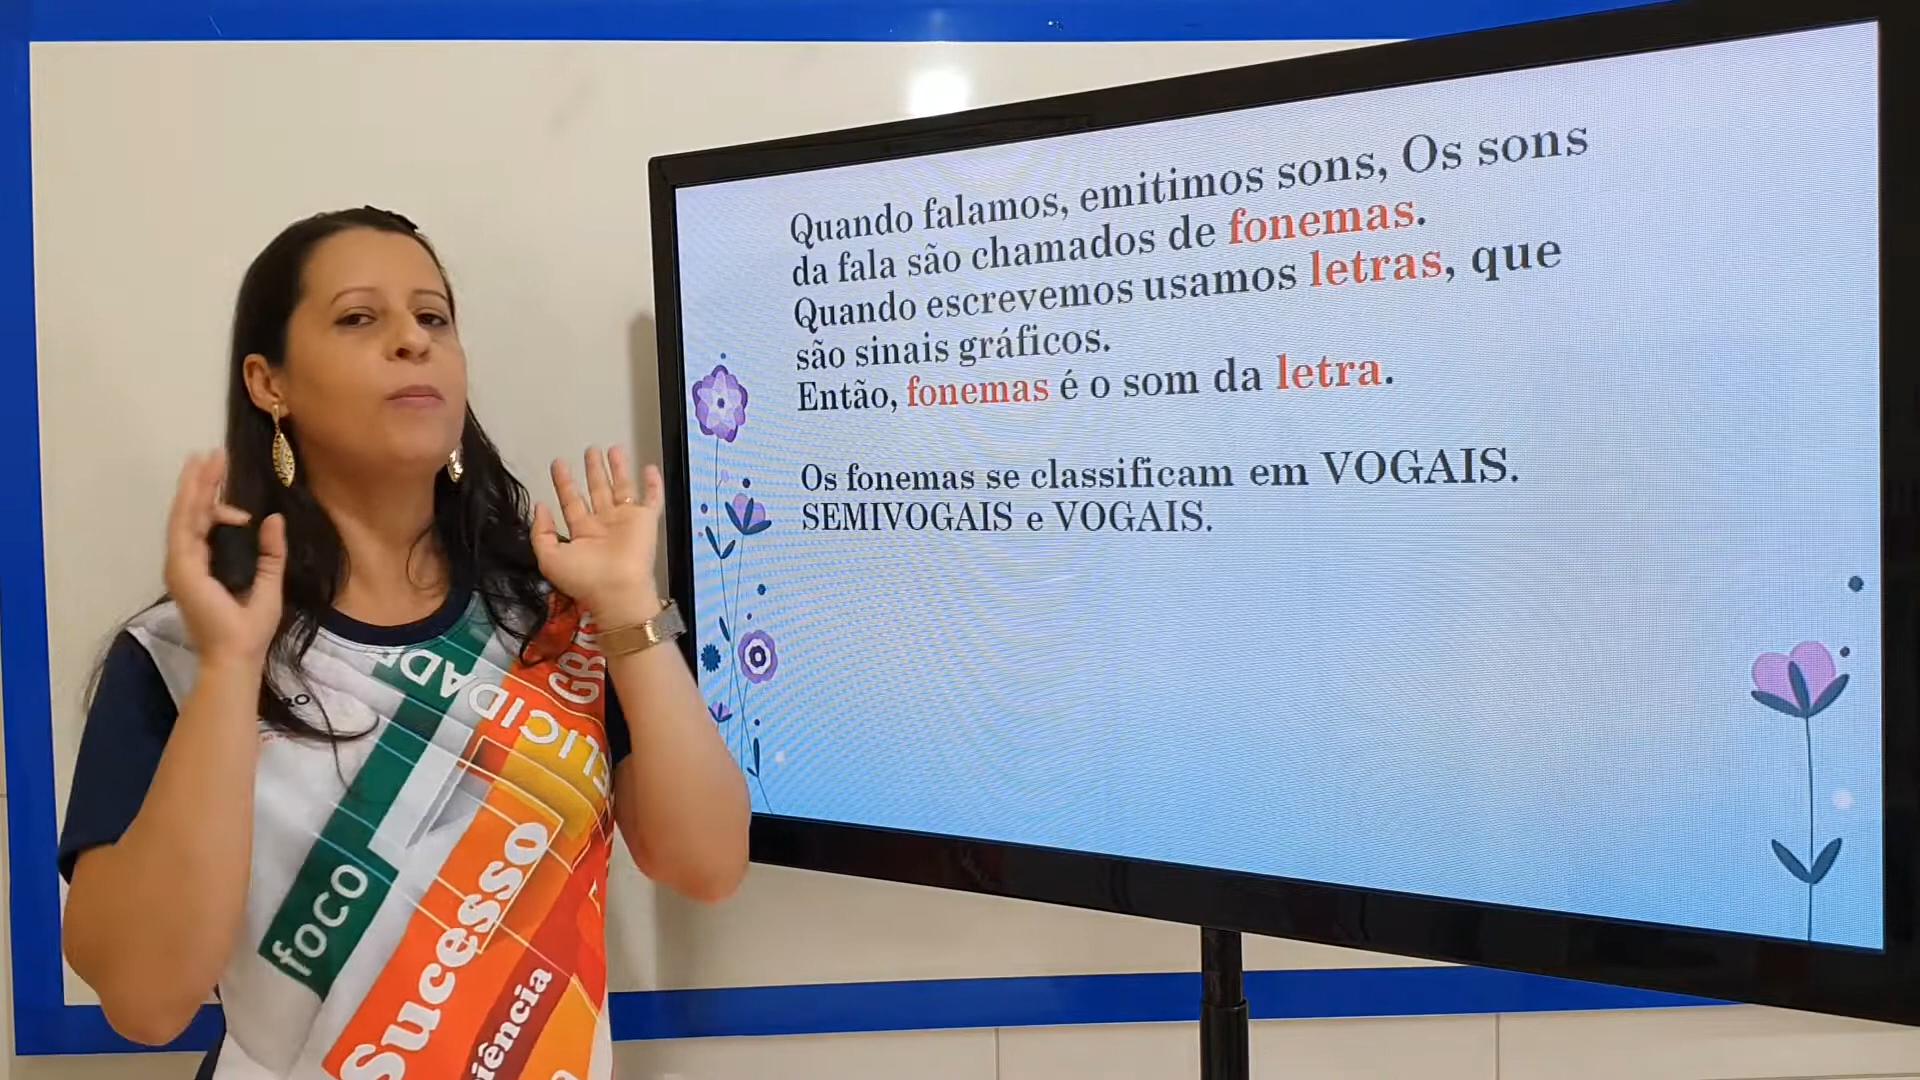 Quando falamos, emitimos sons, Os sons
da fala são chamados de fonemas.
Quando escrevemos usamos letras, que
são sinais gráficos.
Então, fonemas é o som da letra.
Os fonemas se classificam em VOGAIS.
SEMIVOGAIS e VOGAIS.
foco
Sucesso